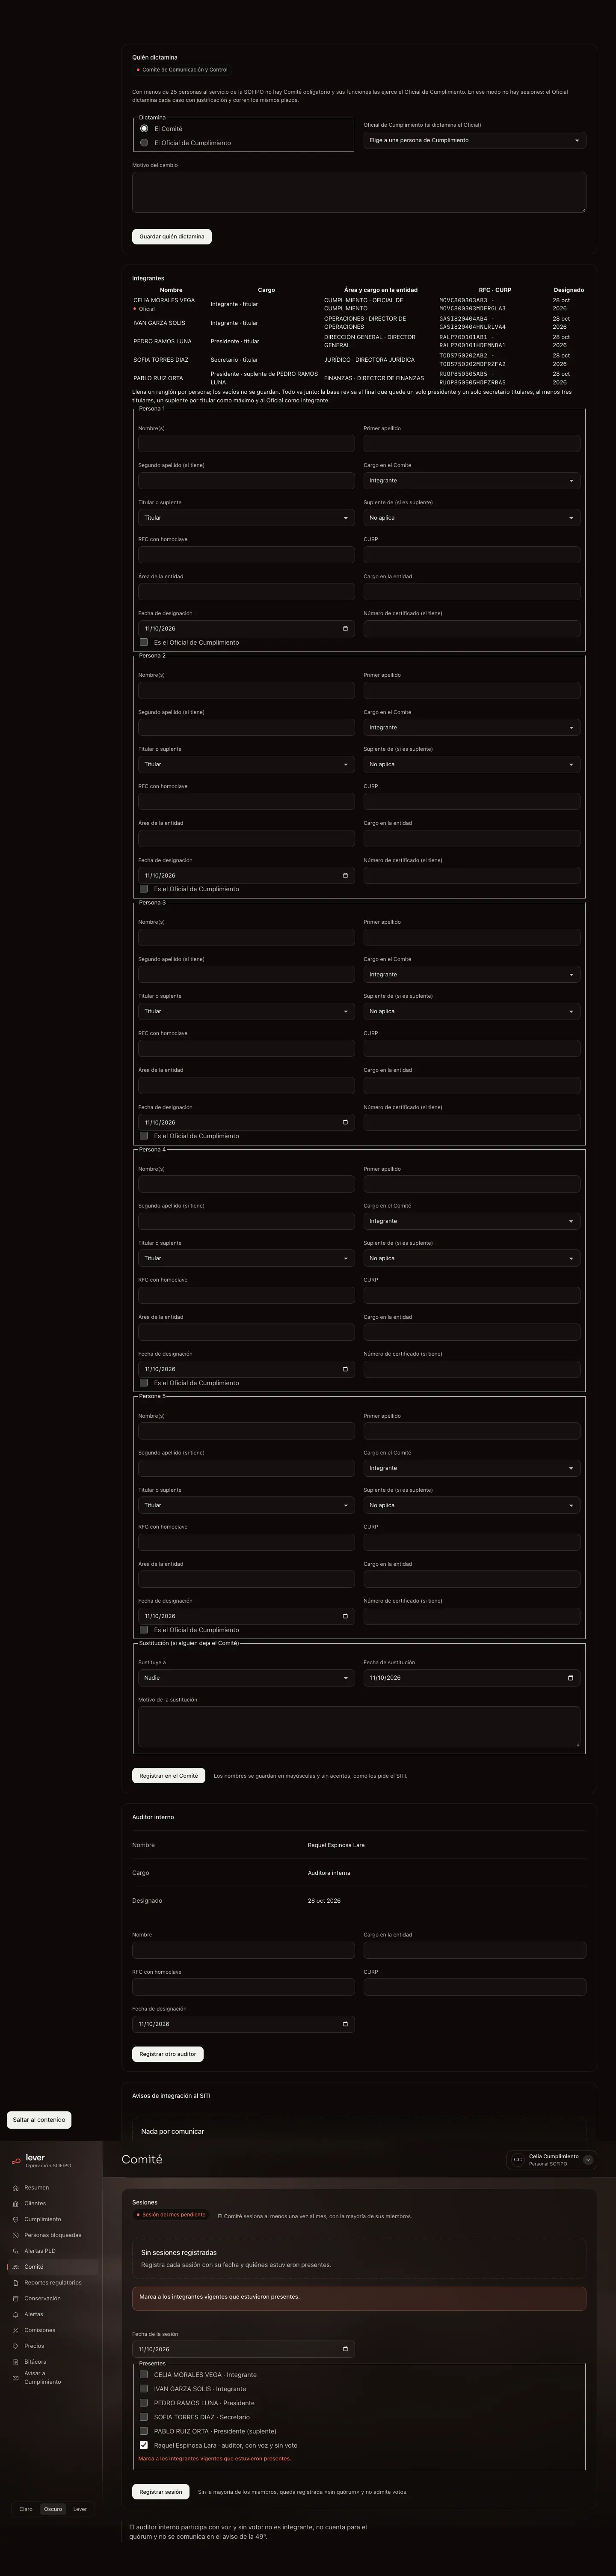 Quién dictamina
Comité de Comunicación y Control
Con menos de 25 personas al servicio de la SOFIPO no hay Comité obligatorio y sus funciones las ejerce el Oficial de Cumplimiento. En ese modo no hay sesiones: el Oficial
dictamina cada caso con justificación y corren los mismos plazos.
Dictamina
El Comité
El Oficial de Cumplimiento
Oficial de Cumplimiento (si dictamina el Oficial)
Elige a una persona de Cumplimiento
Motivo del cambio
Guardar quién dictamina
Integrantes
Nombre Cargo Área y cargo en la entidad RFC · CURP Designado
CELIA MORALES VEGA
Oficial
Integrante · titular
CUMPLIMIENTO · OFICIAL DE
CUMPLIMIENTO
MOVC800303AB3 ·
MOVC800303MDFRGLA3
28 oct
2026
IVAN GARZA SOLIS
Integrante · titular
OPERACIONES · DIRECTOR DE
OPERACIONES
GASI820404AB4 ·
GASI820404HNLRLVA4
28 oct
2026
PEDRO RAMOS LUNA
Presidente · titular
DIRECCIÓN GENERAL · DIRECTOR
GENERAL
RALP700101AB1 ·
RALP700101HDFMNDA1
28 oct
2026
SOFIA TORRES DIAZ
Secretario · titular
JURÍDICO · DIRECTORA JURÍDICA
TODS750202AB2 ·
TODS750202MDFRZFA2
28 oct
2026
PABLO RUIZ ORTA
Presidente · suplente de PEDRO RAMOS
LUNA
FINANZAS · DIRECTOR DE FINANZAS
RUOP850505AB5 ·
RUOP850505HDFZRBA5
28 oct
2026
Llena un renglón por persona; los vacíos no se guardan. Todo va junto: la base revisa al final que quede un solo presidente y un solo secretario titulares, al menos tres
titulares, un suplente por titular como máximo y al Oficial como integrante.
Persona 1
Nombre(s)
Primer apellido
Segundo apellido (si tiene)
Cargo en el Comité
Integrante
Titular o suplente
Titular
Suplente de (si es suplente)
No aplica
RFC con homoclave
CURP
Área de la entidad
Cargo en la entidad
Fecha de designación
11/10/2026
Número de certificado (si tiene)
Es el Oficial de Cumplimiento
Persona 2
Nombre(s)
Primer apellido
Segundo apellido (si tiene)
Cargo en el Comité
Integrante
Titular o suplente
Titular
Suplente de (si es suplente)
No aplica
RFC con homoclave
CURP
Área de la entidad
Cargo en la entidad
Fecha de designación
11/10/2026
Número de certificado (si tiene)
Es el Oficial de Cumplimiento
Persona 3
Nombre(s)
Primer apellido
Segundo apellido (si tiene)
Cargo en el Comité
Integrante
Titular o suplente
Titular
Suplente de (si es suplente)
No aplica
RFC con homoclave
CURP
Área de la entidad
Cargo en la entidad
Fecha de designación
11/10/2026
Número de certificado (si tiene)
Es el Oficial de Cumplimiento
Persona 4
Nombre(s)
Primer apellido
Segundo apellido (si tiene)
Cargo en el Comité
Integrante
Titular o suplente
Titular
Suplente de (si es suplente)
No aplica
RFC con homoclave
CURP
Área de la entidad
Cargo en la entidad
Fecha de designación
11/10/2026
Número de certificado (si tiene)
Es el Oficial de Cumplimiento
Persona 5
Nombre(s)
Primer apellido
Segundo apellido (si tiene)
Cargo en el Comité
Integrante
Titular o suplente
Titular
Suplente de (si es suplente)
No aplica
RFC con homoclave
CURP
Área de la entidad
Cargo en la entidad
Fecha de designación
11/10/2026
Número de certificado (si tiene)
Es el Oficial de Cumplimiento
Sustitución (si alguien deja el Comité)
Sustituye a
Nadie
Fecha de sustitución
11/10/2026
Motivo de la sustitución
Registrar en el Comité
Los nombres se guardan en mayúsculas y sin acentos, como los pide el SITI.
Auditor interno
Nombre Raquel Espinosa Lara
Cargo Auditora interna
Designado 28 oct 2026
Nombre
Cargo en la entidad
RFC con homoclave
CURP
Fecha de designación
11/10/2026
Registrar otro auditor
Avisos de integración al SITI
Saltar al contenido
Nada por comunicar
lever
Operación SOFIPO
Resumen
Clientes
Cumplimiento
Personas bloqueadas
Alertas PLD
Comité
Reportes regulatorios
Conservación
Alertas
Comisiones
Precios
Bitácora
Avisar a
Cumplimiento
Claro
Oscuro
Lever
Comité
CC
Celia Cumplimiento
Personal SOFIPO
Sesiones
Sesión del mes pendiente
El Comité sesiona al menos una vez al mes, con la mayoría de sus miembros.
Sin sesiones registradas
Registra cada sesión con su fecha y quiénes estuvieron presentes.
Marca a los integrantes vigentes que estuvieron presentes.
Fecha de la sesión
11/10/2026
Presentes
CELIA MORALES VEGA · Integrante
IVAN GARZA SOLIS · Integrante
PEDRO RAMOS LUNA · Presidente
SOFIA TORRES DIAZ · Secretario
PABLO RUIZ ORTA · Presidente (suplente)
Raquel Espinosa Lara · auditor, con voz y sin voto
Marca a los integrantes vigentes que estuvieron presentes.
Registrar sesión
Sin la mayoría de los miembros, queda registrada «sin quórum» y no admite votos.
El auditor interno participa con voz y sin voto: no es integrante, no cuenta para el
quórum y no se comunica en el aviso de la 49ª.